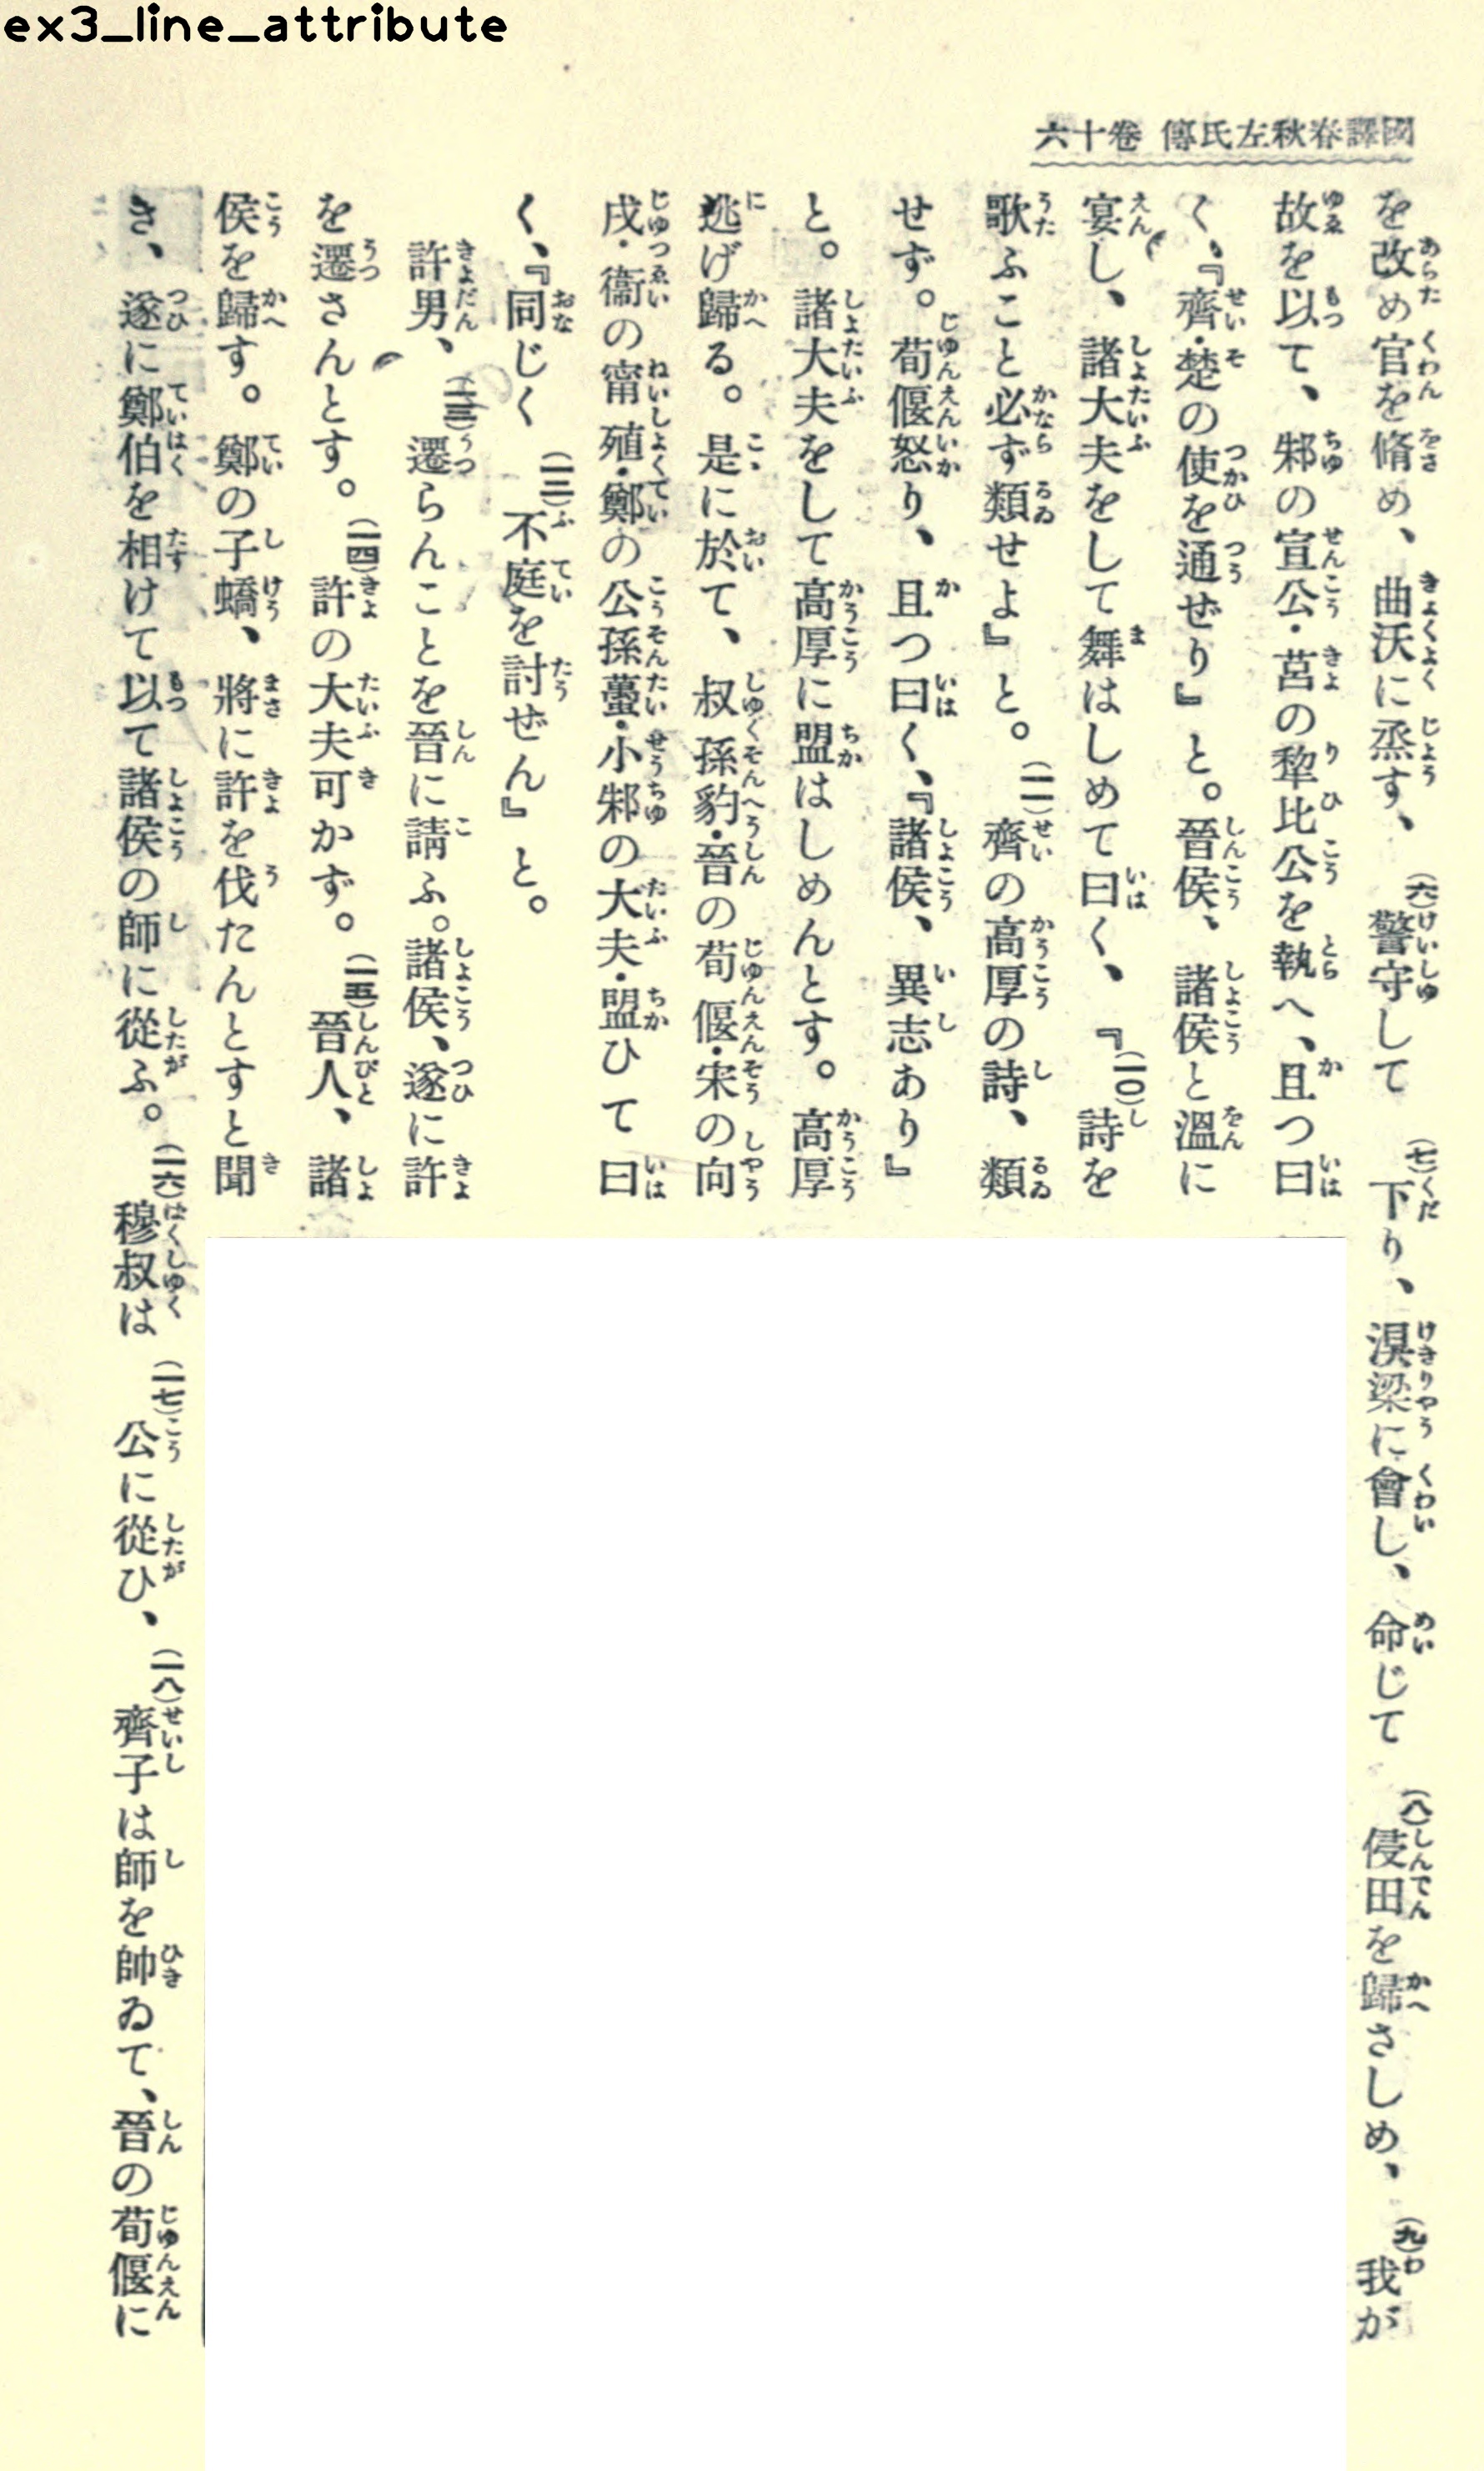 ex3_line_attribute
國譯春秋左氏傳 卷十六
を改め官を脩め、曲沃に烝す、(六)警守して(七)下り、湨梁に會し、命じて(八)侵田を歸さしめ、(九)我が
故を以て、邾の宣公・莒の犂比公を執へ、且つ曰
く、『齊・楚の使を通ぜり』と。晉侯、諸侯と溫に
宴し、諸大夫をして舞はしめて曰く、『(一〇)詩を
歌ふこと必ず類せよ』と。(一一)齊の高厚の詩、類
せず。荀偃怒り、且つ曰く、『諸侯、異志あり』
と。諸大夫をして高厚に盟はしめんとす。高厚
逃げ歸る。是に於て、叔孫豹・晉の荀偃・宋の向
戌・衞の甯殖・鄭の公孫蠆・小邾の大夫・盟ひて曰
く、『同じく(一二)不庭を討ぜん』と。
許男、(一三)遷らんことを晉に請ふ。諸侯、遂に許
を遷さんとす。(一四)許の大夫可かず。(一五)晉人、諸
侯を歸す。鄭の子蟜、將に許を伐たんとすと聞
き、遂に鄭伯を相けて以て諸侯の師に從ふ。(一六)穆叔は(一七)公に從ひ、(一八)齊子は師を帥ゐて、晉の荀偃に